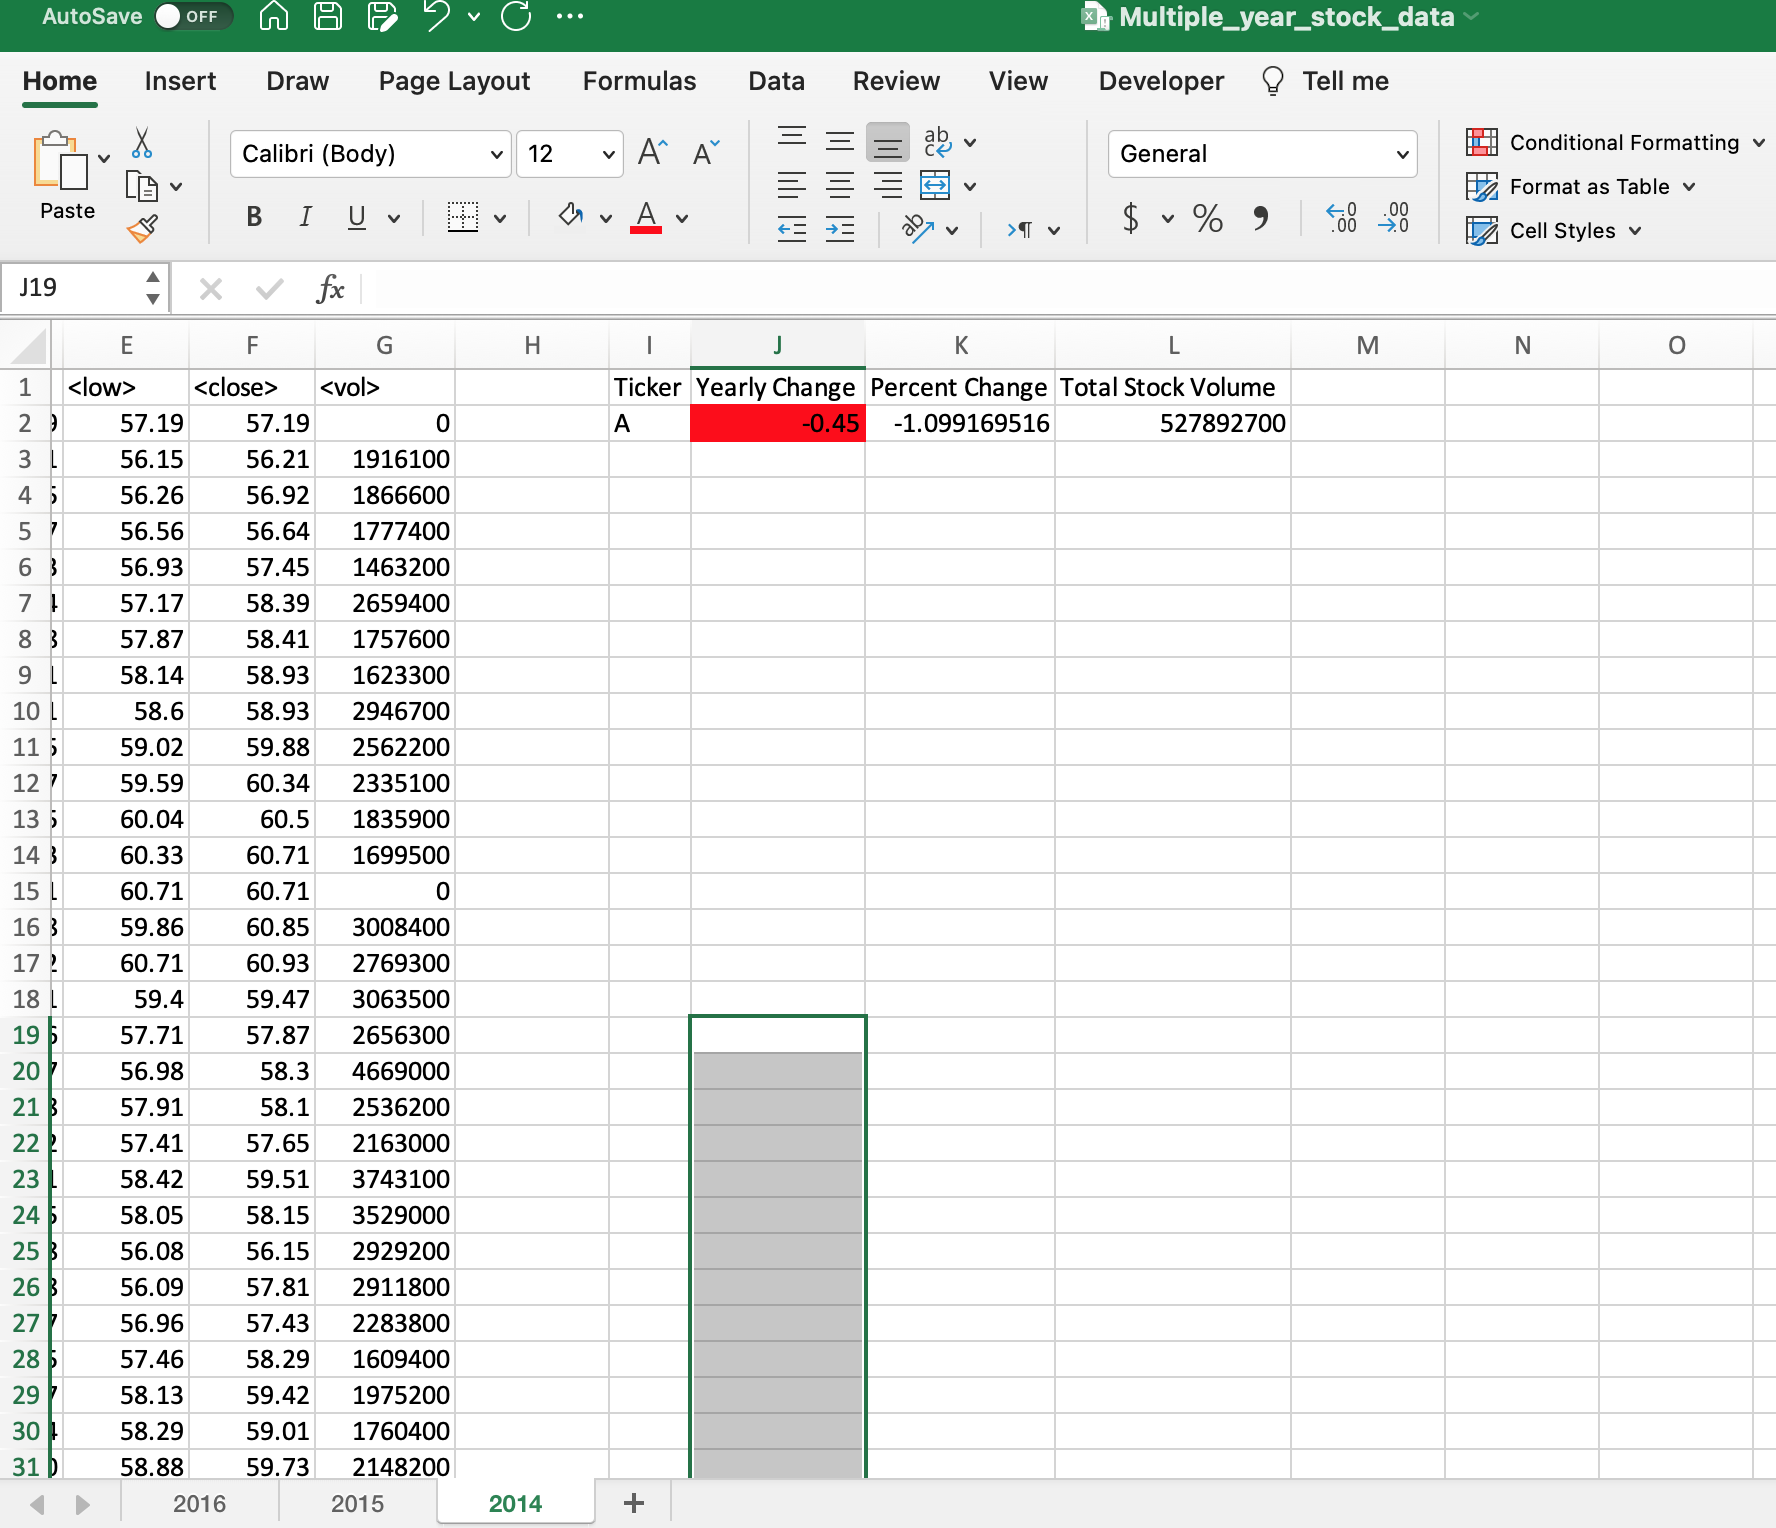 AutoSave OFF Multiple_year_stock_data
Home Insert Draw Page Layout Formulas Data Review View Developer Tell me
Paste Calibri (Body) 12 General Conditional Formatting
Format as Table
B I U A $ % Cell Styles
J19 fx
E F G H I J K L M N O
1 <low> <close> <vol> Ticker Yearly Change Percent Change Total Stock Volume
2 57.19 57.19 0 A -0.45 -1.099169516 527892700
3 56.15 56.21 1916100
4 56.26 56.92 1866600
5 56.56 56.64 1777400
6 56.93 57.45 1463200
7 57.17 58.39 2659400
8 57.87 58.41 1757600
9 58.14 58.93 1623300
10 58.6 58.93 2946700
11 59.02 59.88 2562200
12 59.59 60.34 2335100
13 60.04 60.5 1835900
14 60.33 60.71 1699500
15 60.71 60.71 0
16 59.86 60.85 3008400
17 60.71 60.93 2769300
18 59.4 59.47 3063500
19 57.71 57.87 2656300
20 56.98 58.3 4669000
21 57.91 58.1 2536200
22 57.41 57.65 2163000
23 58.42 59.51 3743100
24 58.05 58.15 3529000
25 56.08 56.15 2929200
26 56.09 57.81 2911800
27 56.96 57.43 2283800
28 57.46 58.29 1609400
29 58.13 59.42 1975200
30 58.29 59.01 1760400
31 58.88 59.73 2148200
2016 2015 2014 +